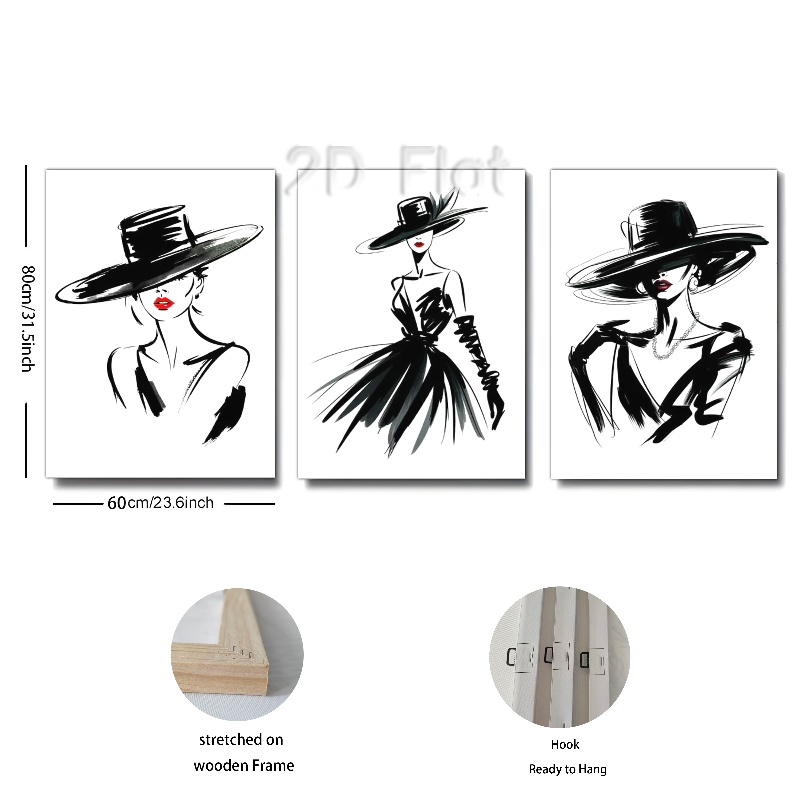 2D Flat
80cm/31.5inch
60cm/23.6inch
stretched on
wooden Frame
Hook
Ready to Hang